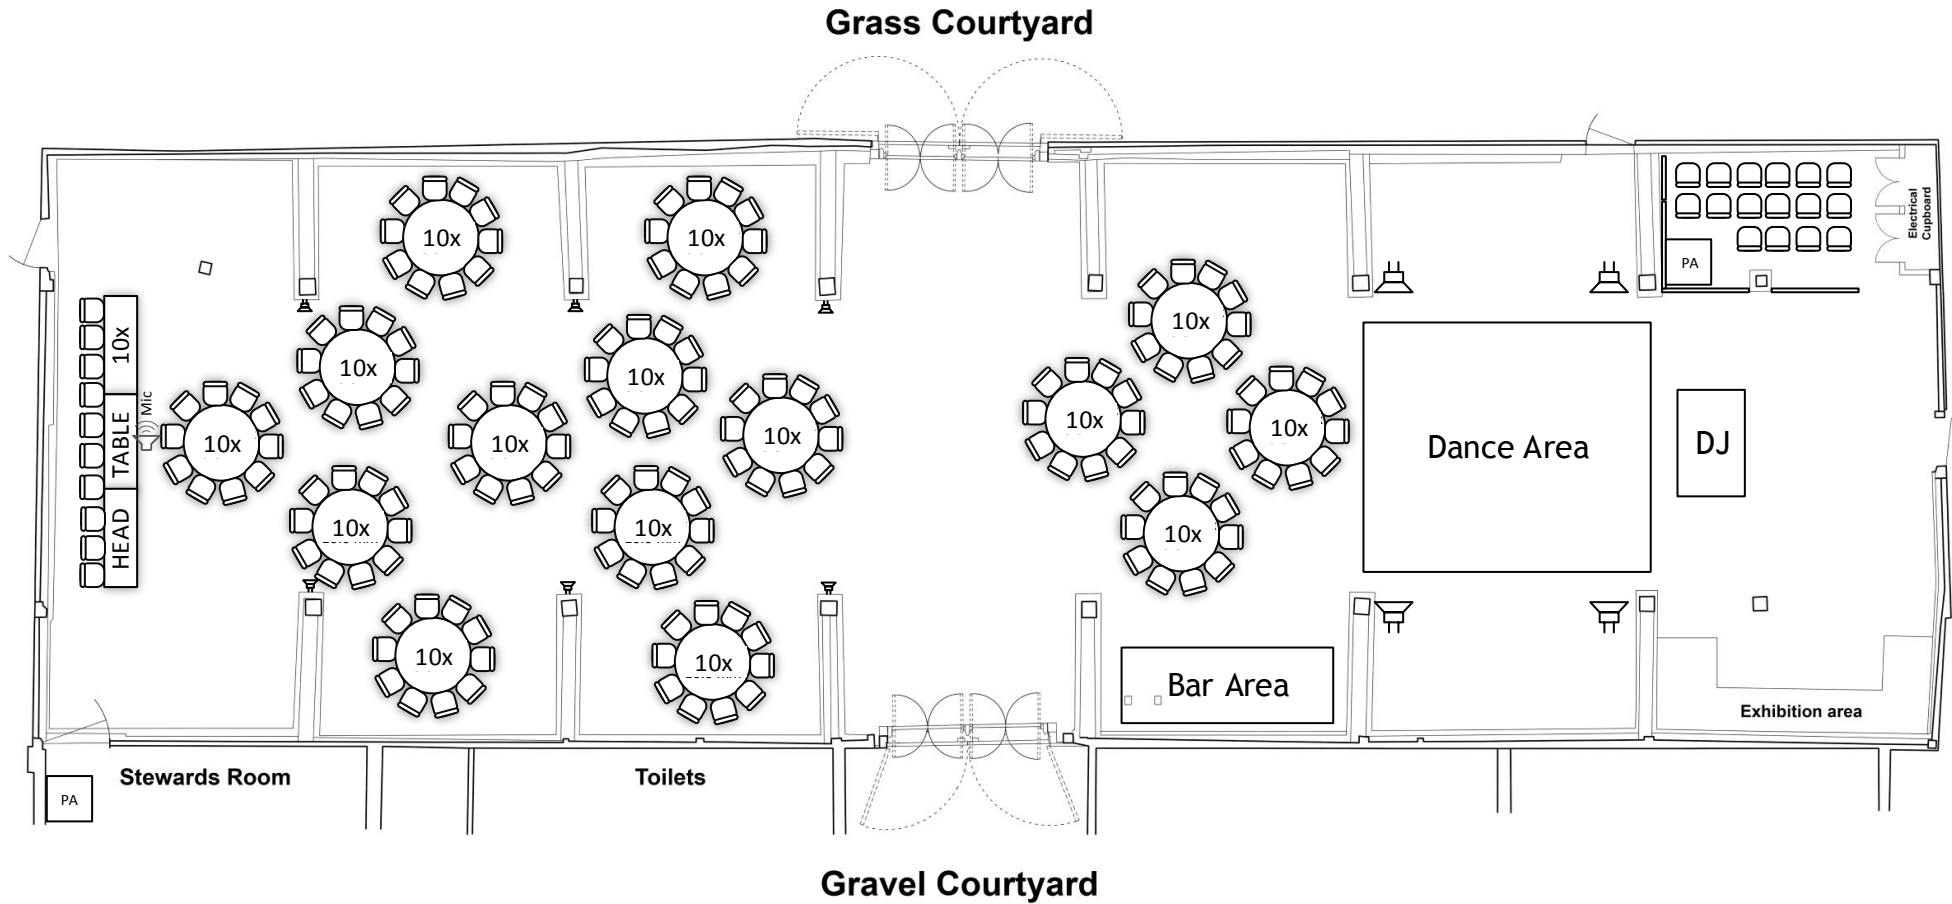 Grass Courtyard
Electrical
Cupboard
10x
10x
PA
10x
10x
10x
10x
HEAD TABLE 10x
Mic
10x
10x
10x
10x
10x
Dance Area
DJ
10x
10x
10x
10x
10x
Bar Area
Exhibition area
Stewards Room
Toilets
PA
Gravel Courtyard